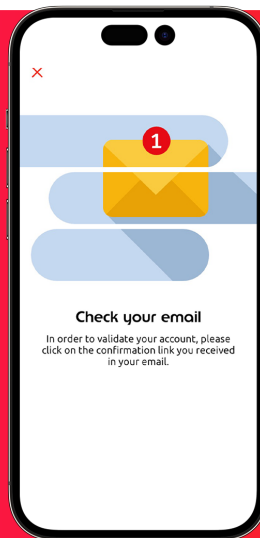 1
Check your email
In order to validate your account, please
click on the confirmation link you received
in your email.